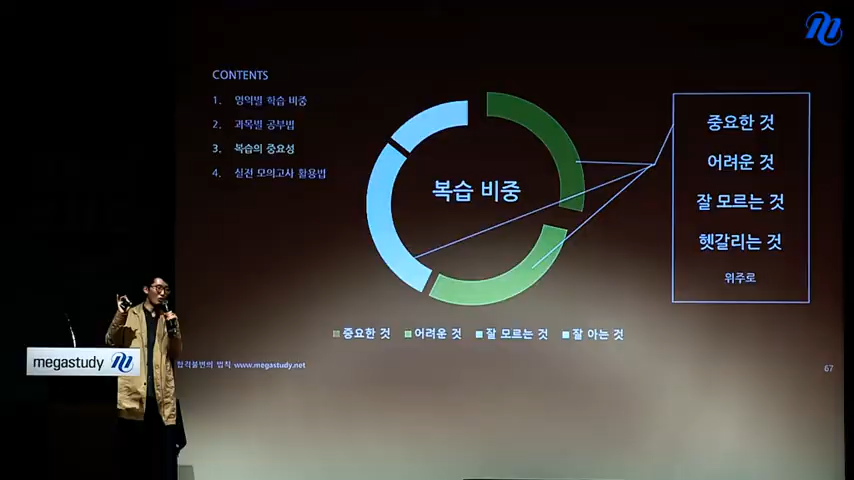 CONTENTS
1. 영역별 학습 비중
2. 과목별 공부법
3. 복습의 중요성
4. 실전 모의고사 활용법
복습 비중
중요한 것
어려운 것
잘 모르는 것
헷갈리는 것
위주로
중요한 것 어려운 것 잘 모르는 것 잘 아는 것
megastudy
망각불변의 법칙 www.megastudy.net
67